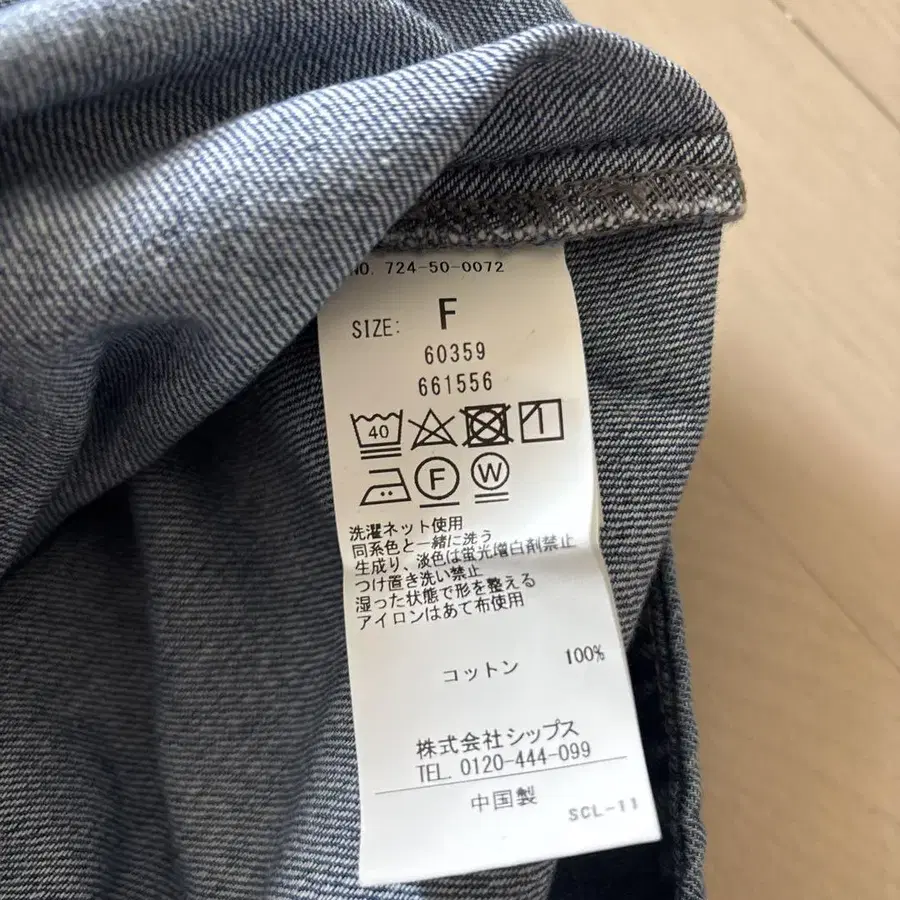 NO. 724-50-0072
SIZE: F
60359
661556
40
F W
洗濯ネット使用
同系色と一緒に洗う
生成り、淡色は蛍光増白剤禁止
つけ置き洗い禁止
湿った状態で形を整える
アイロンはあて布使用
コットン 100%
株式会社シップス
TEL. 0120-444-099
中国製
SCL-11